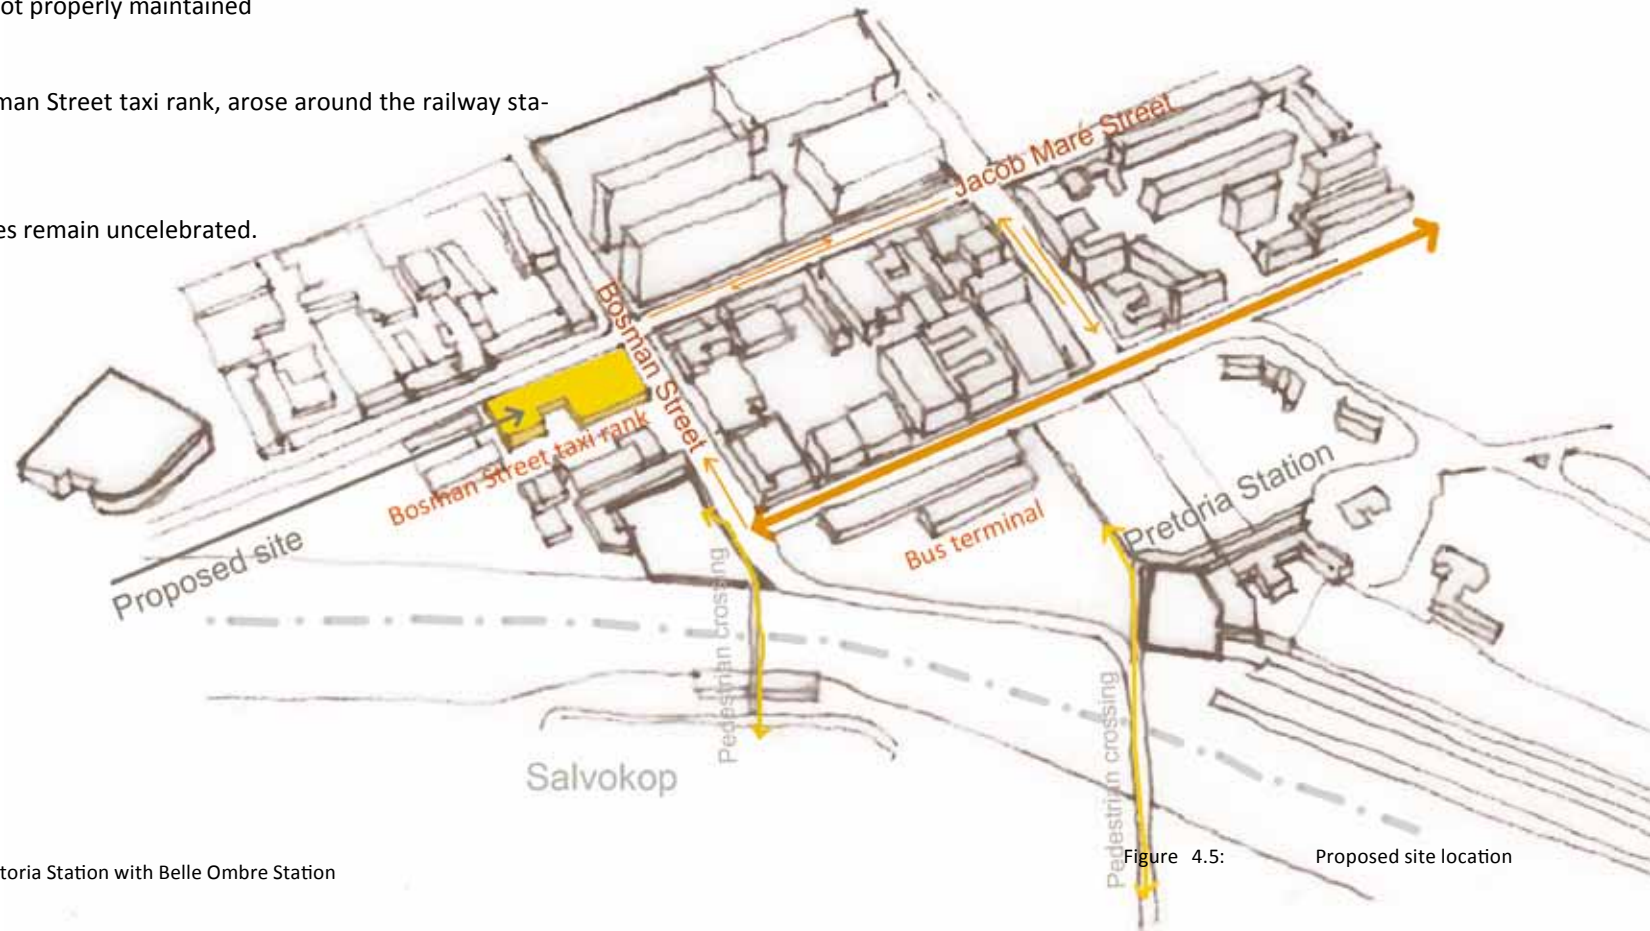 ot properly maintained
man Street taxi rank, arose around the railway sta-
es remain uncelebrated.
Jacob Maré Street
Bosman Street
Bosman Street taxi rank
Proposed site
Pretoria Station
Bus terminal
Pedestrian crossing
Pedestrian crossing
Salvokop
Figure 4.5: Proposed site location
toria Station with Belle Ombre Station